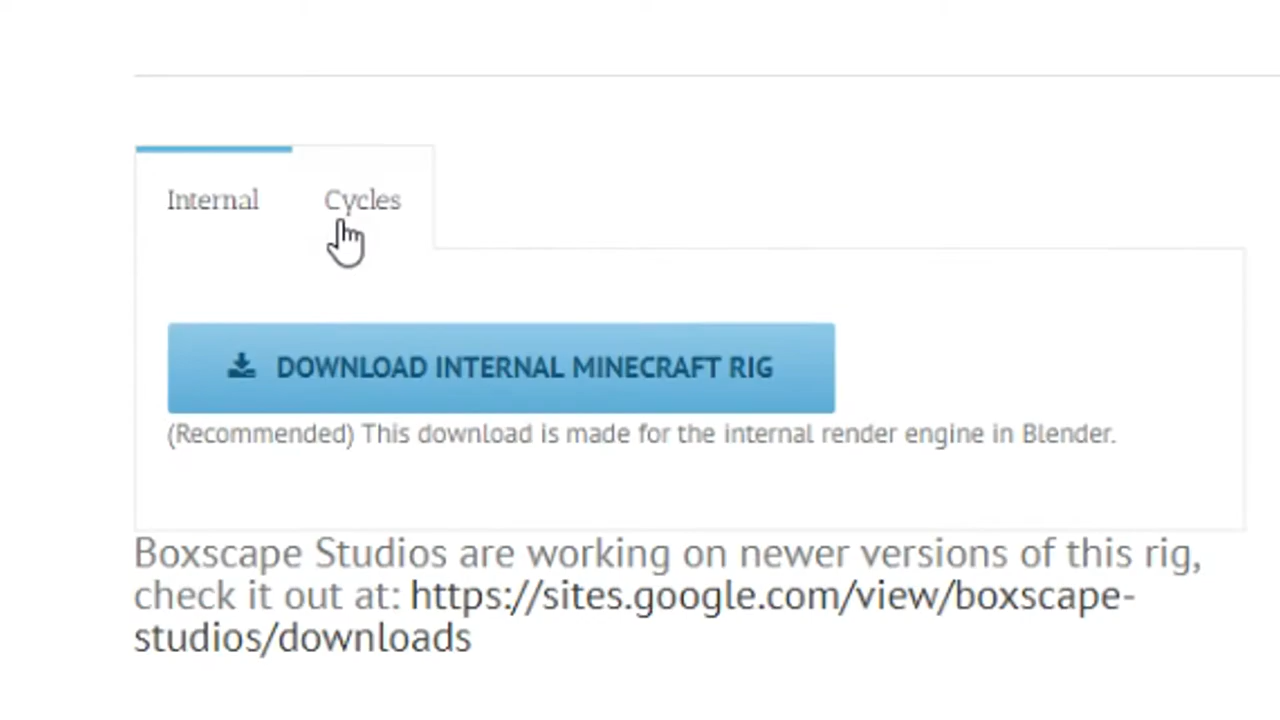 Internal
Cycles
DOWNLOAD INTERNAL MINECRAFT RIG
(Recommended) This download is made for the internal render engine in Blender.
Boxscape Studios are working on newer versions of this rig,
check it out at: https://sites.google.com/view/boxscape-
studios/downloads